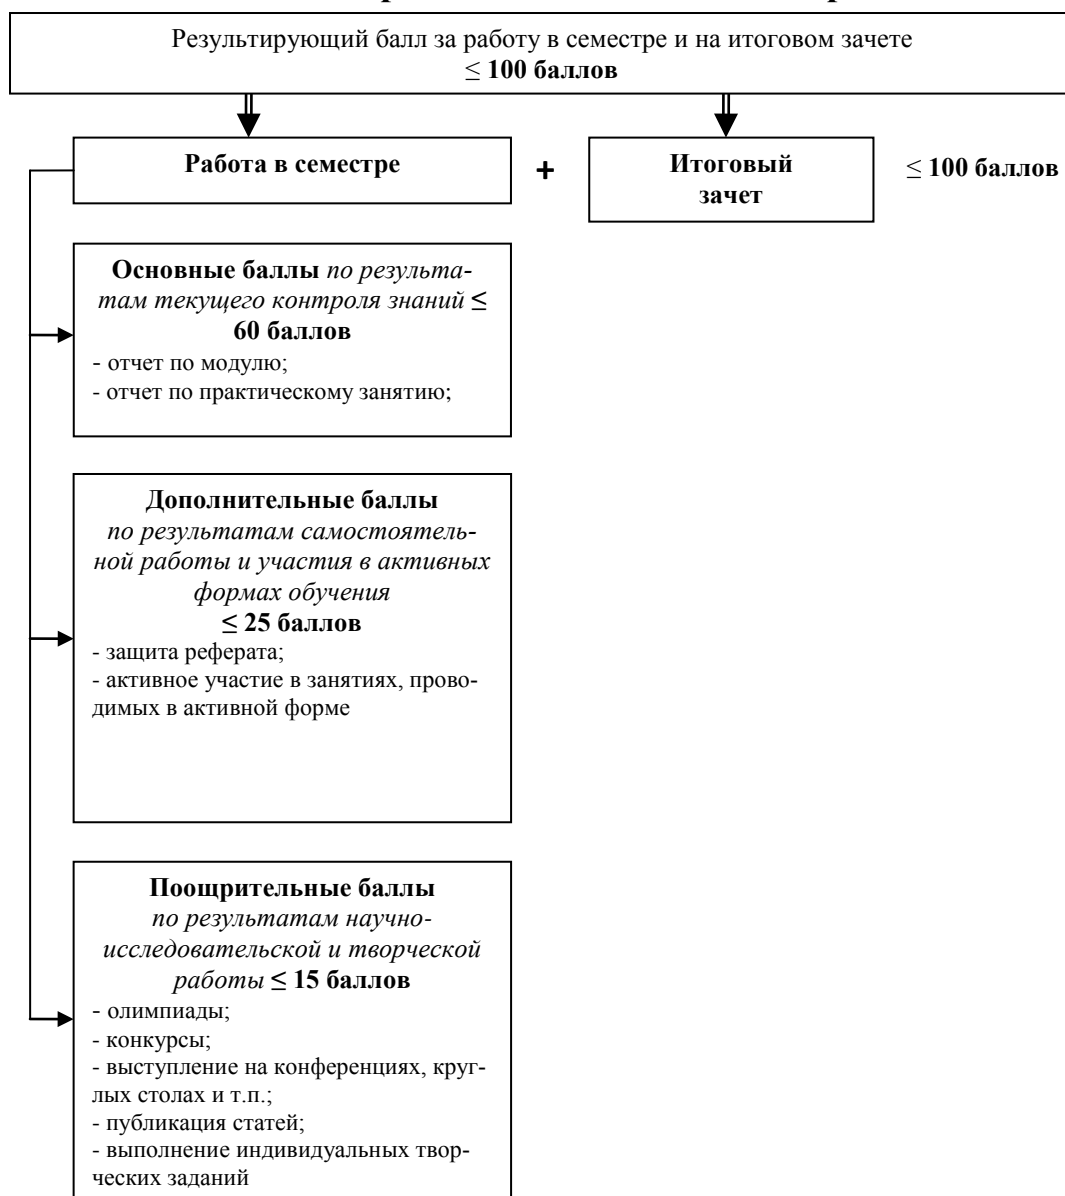 Результирующий балл за работу в семестре и на итоговом зачете
≤ 100 баллов
Работа в семестре
+
Итоговый
зачет
≤ 100 баллов
Основные баллы по результа-
там текущего контроля знаний ≤
60 баллов
- отчет по модулю;
- отчет по практическому занятию;
Дополнительные баллы
по результатам самостоятель-
ной работы и участия в активных
формах обучения
≤ 25 баллов
- защита реферата;
- активное участие в занятиях, прово-
димых в активной форме
Поощрительные баллы
по результатам научно-
исследовательской и творческой
работы ≤ 15 баллов
- олимпиады;
- конкурсы;
- выступление на конференциях, круг-
лых столах и т.п.;
- публикация статей;
- выполнение индивидуальных твор-
ческих заданий